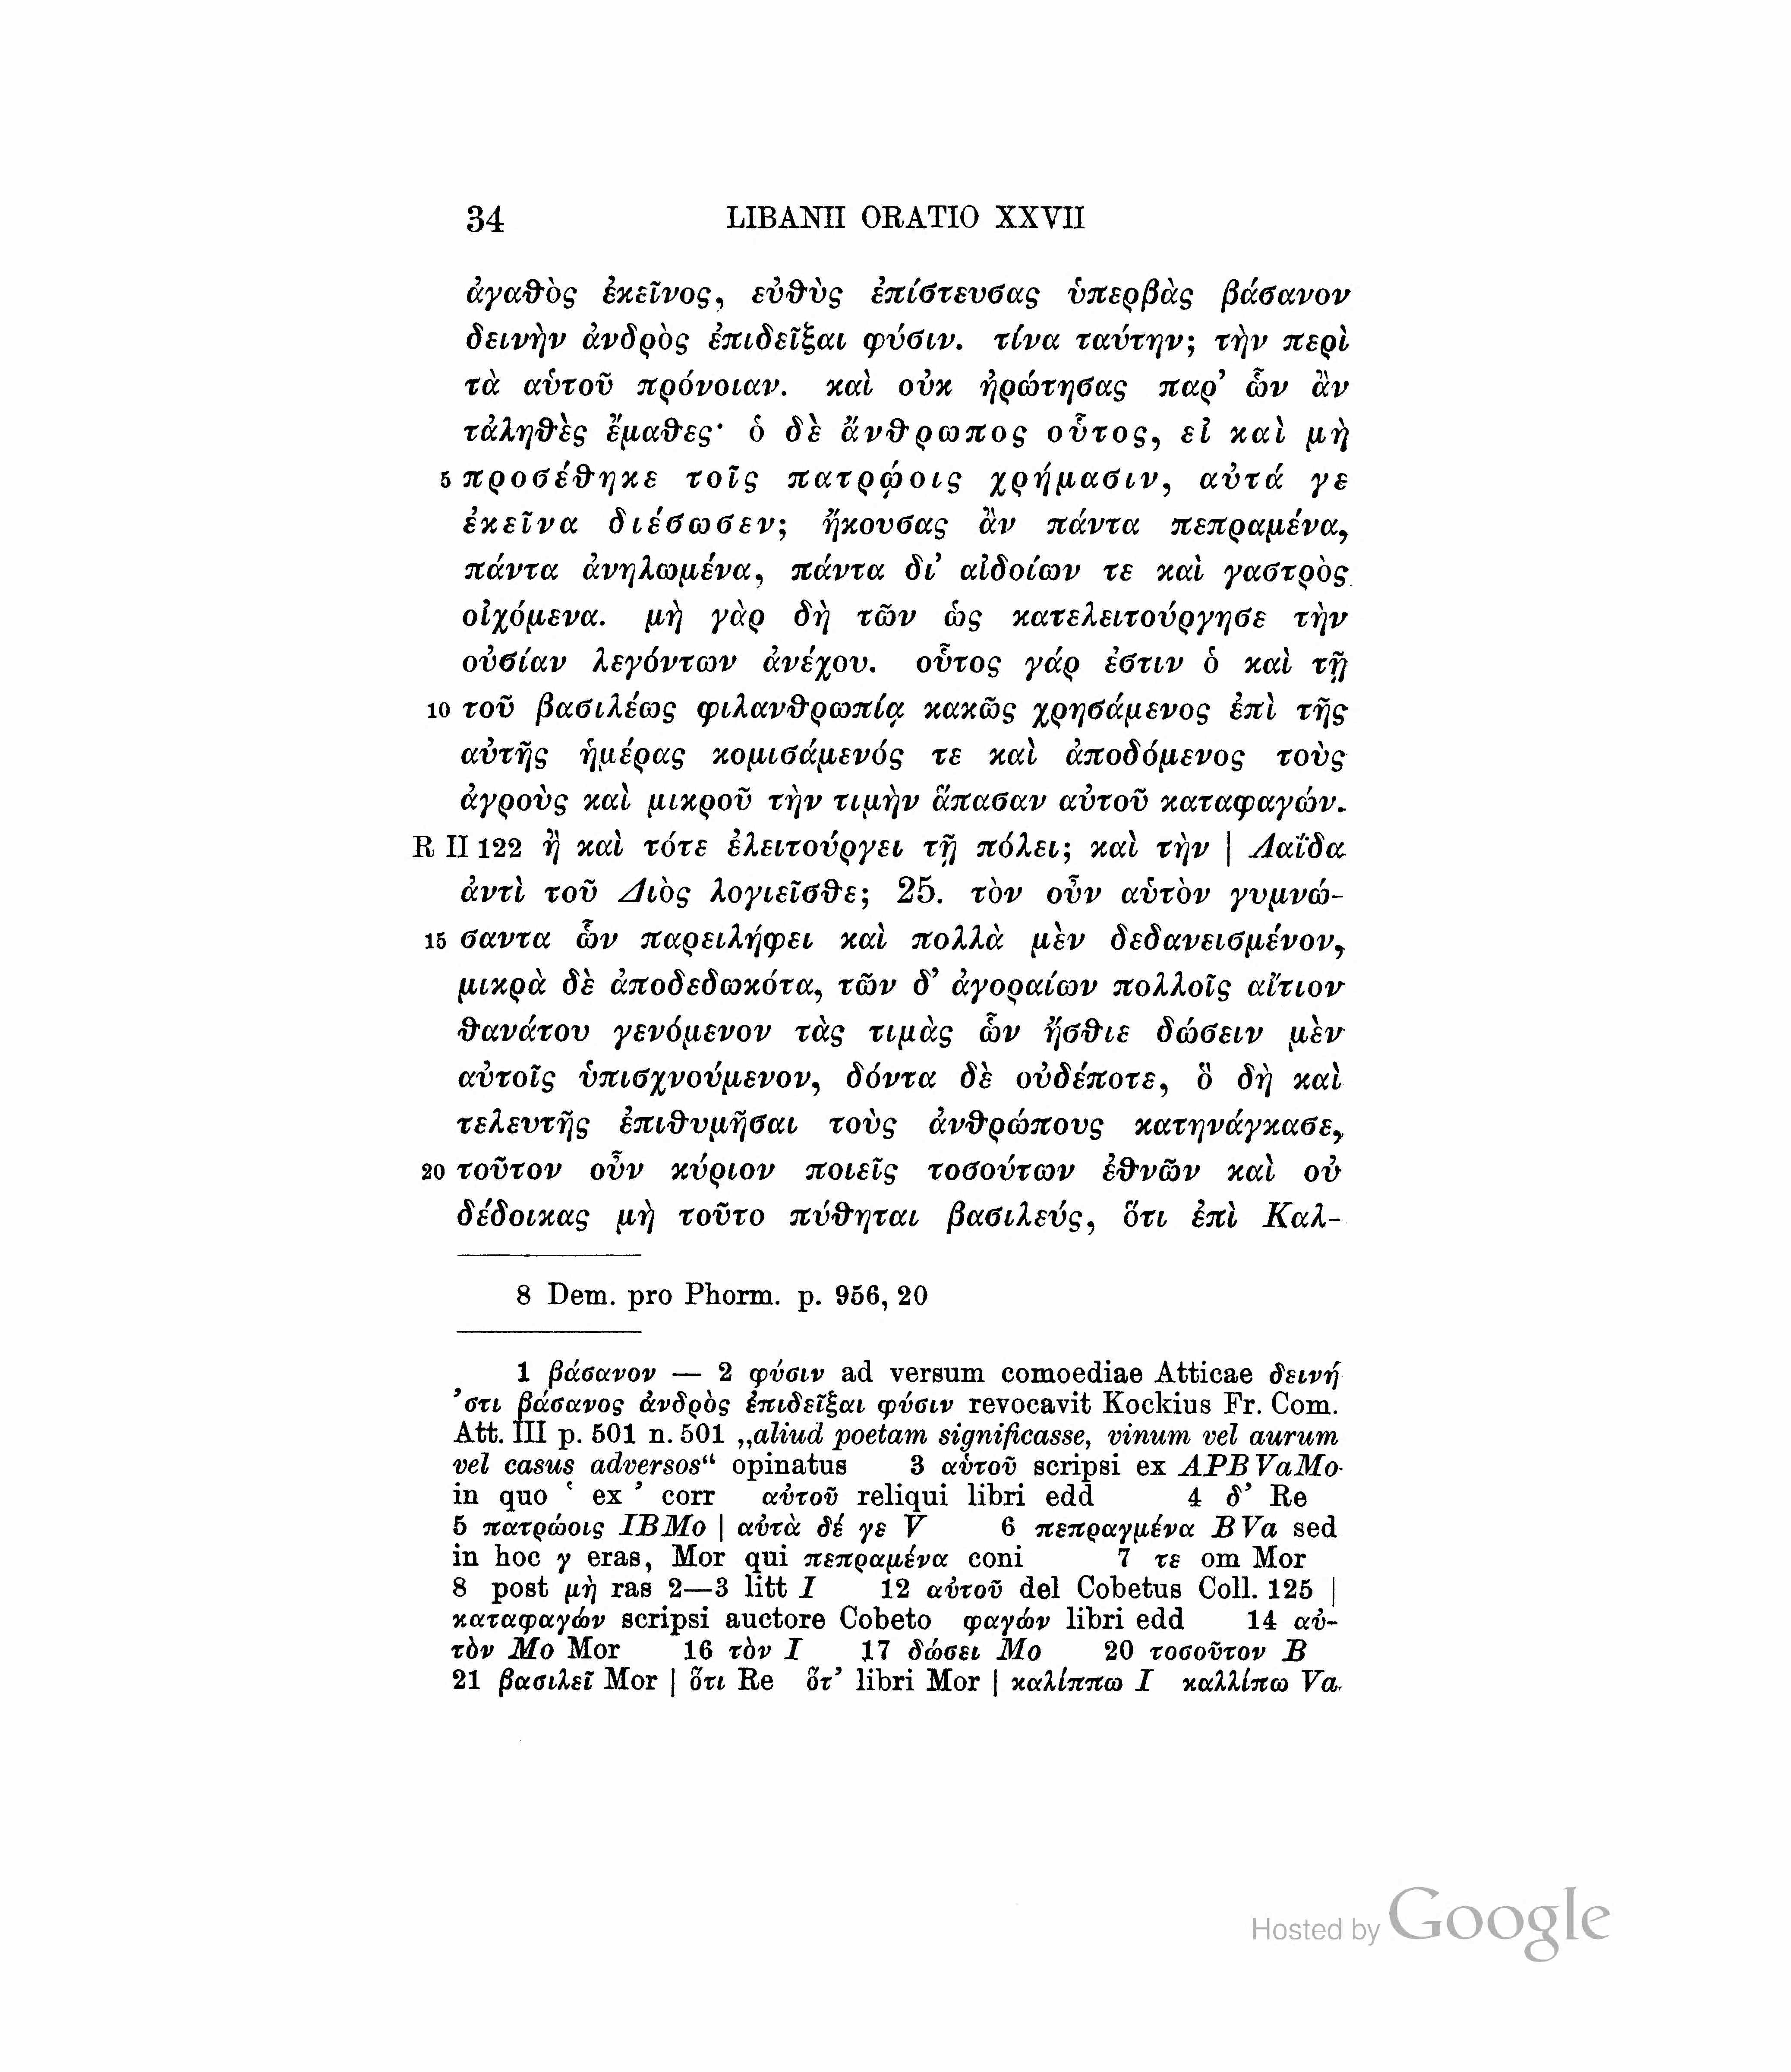 34 LIBANII ORATIO XXVII
ἀγαθὸς ἐκεῖνος, εὐθὺς ἐπίστευσας ὑπερβὰς βάσανον
δεινὴν ἀνδρὸς ἐπιδεῖξαι φύσιν. τίνα ταύτην; τὴν περὶ
τὰ αὑτοῦ πρόνοιαν. καὶ οὐκ ἠρώτησας παρ’ ὧν ἂν
τἀληθὲς ἔμαθες· ὁ δὲ ἄνθρωπος οὗτος, εἰ καὶ μὴ
5 προσέθηκε τοῖς πατρῴοις χρήμασιν, αὐτά γε
ἐκεῖνα διέσωσεν; ἤκουσας ἂν πάντα πεπραμένα,
πάντα ἀνηλωμένα, πάντα δι’ αἰδοίων τε καὶ γαστρὸς
οἰχόμενα. μὴ γὰρ δὴ τῶν ὡς κατελειτούργησε τὴν
οὐσίαν λεγόντων ἀνέχου. οὗτος γάρ ἐστιν ὁ καὶ τῇ
10 τοῦ βασιλέως φιλανθρωπίᾳ κακῶς χρησάμενος ἐπὶ τῆς
αὐτῆς ἡμέρας κομισάμενός τε καὶ ἀποδόμενος τοὺς
ἀγροὺς καὶ μικροῦ τὴν τιμὴν ἅπασαν αὐτοῦ καταφαγών.
R II 122 ἢ καὶ τότε ἐλειτούργει τῇ πόλει; καὶ τὴν | Λαΐδα
ἀντὶ τοῦ Διὸς λογιεῖσθε; 25. τὸν οὖν αὑτὸν γυμνώ-
15 σαντα ὧν παρειλήφει καὶ πολλὰ μὲν δεδανεισμένον,
μικρὰ δὲ ἀποδεδωκότα, τῶν δ’ ἀγοραίων πολλοῖς αἴτιον
θανάτου γενόμενον τὰς τιμὰς ὧν ἤσθιε δώσειν μὲν
αὐτοῖς ὑπισχνούμενον, δόντα δὲ οὐδέποτε, ὃ δὴ καὶ
τελευτῆς ἐπιθυμῆσαι τοὺς ἀνθρώπους κατηνάγκασε,
20 τοῦτον οὖν κύριον ποιεῖς τοσούτων ἐθνῶν καὶ οὐ
δέδοικας μὴ τοῦτο πύθηται βασιλεύς, ὅτι ἐπὶ Καλ-
8 Dem. pro Phorm. p. 956, 20
1 βάσανον — 2 φύσιν ad versum comoediae Atticae δεινή
’στι βάσανος ἀνδρὸς ἐπιδεῖξαι φύσιν revocavit Kockius Fr. Com.
Att. III p. 501 n. 501 „aliud poetam significasse, vinum vel aurum
vel casus adversos“ opinatus 3 αὑτοῦ scripsi ex APBVaMo
in quo ‘ ex ’ corr αὐτοῦ reliqui libri edd 4 δ’ Re
5 πατρώοις IBMo | αὐτὰ δέ γε V 6 πεπραγμένα BVa sed
in hoc γ eras, Mor qui πεπραμένα coni 7 τε om Mor
8 post μὴ ras 2—3 litt I 12 αὐτοῦ del Cobetus Coll. 125 |
καταφαγών scripsi auctore Cobeto φαγών libri edd 14 αὐ-
τὸν Mo Mor 16 τὸν I 17 δώσει Mo 20 τοσοῦτον B
21 βασιλεῖ Mor | ὅτι Re ὅτ’ libri Mor | καλίππω I καλλίπω Va
Hosted by Google